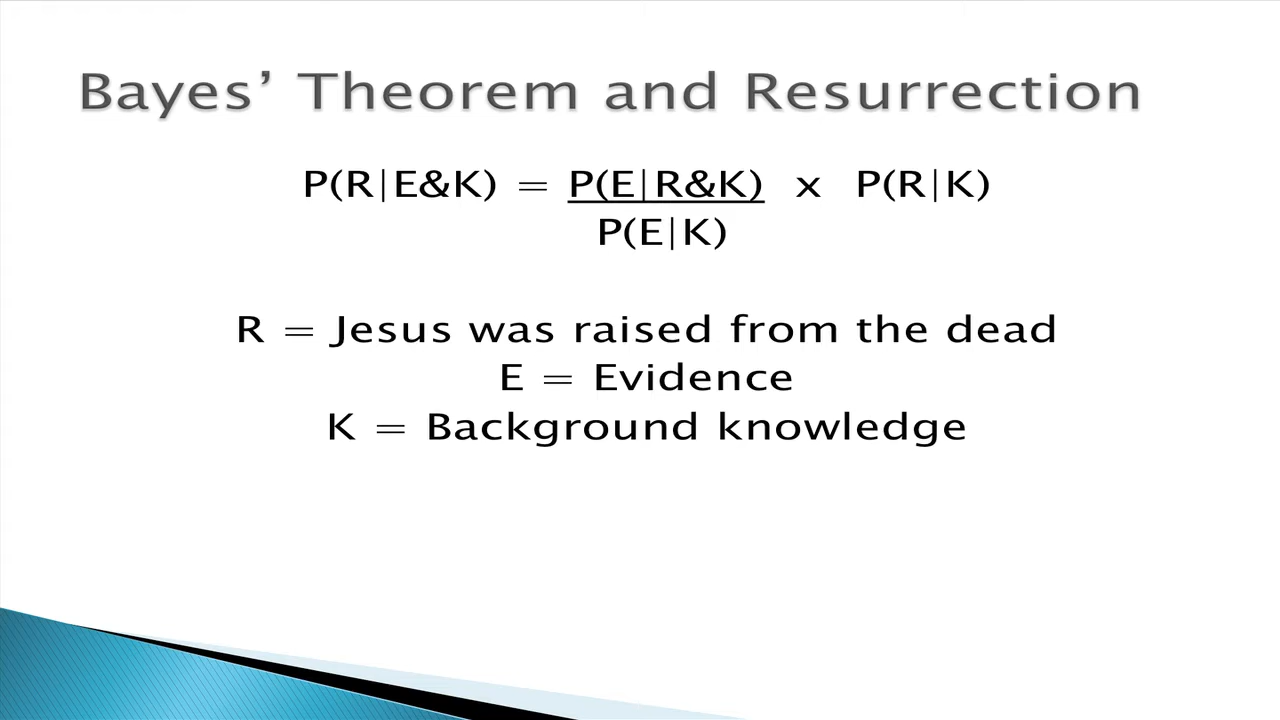 Bayes’ Theorem and Resurrection
P(R|E&K) = P(E|R&K) x P(R|K)
P(E|K)
R = Jesus was raised from the dead
E = Evidence
K = Background knowledge